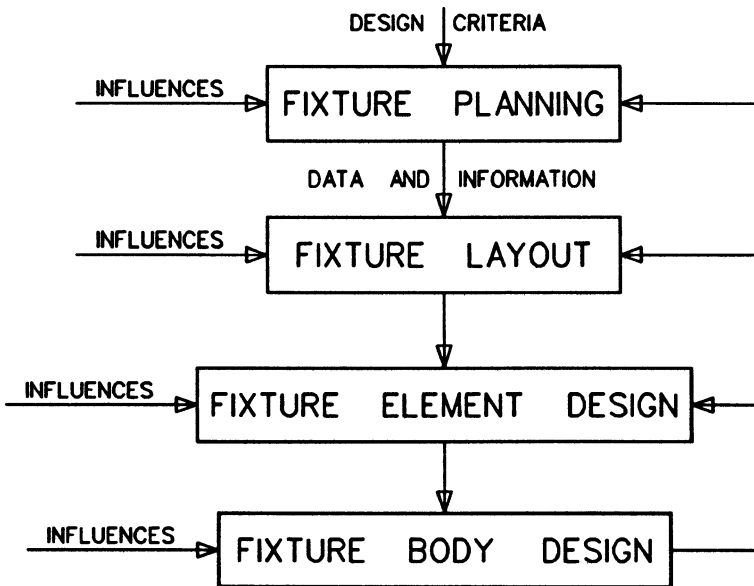 DESIGN CRITERIA
INFLUENCES
FIXTURE PLANNING
DATA AND INFORMATION
INFLUENCES
FIXTURE LAYOUT
INFLUENCES
FIXTURE ELEMENT DESIGN
INFLUENCES
FIXTURE BODY DESIGN